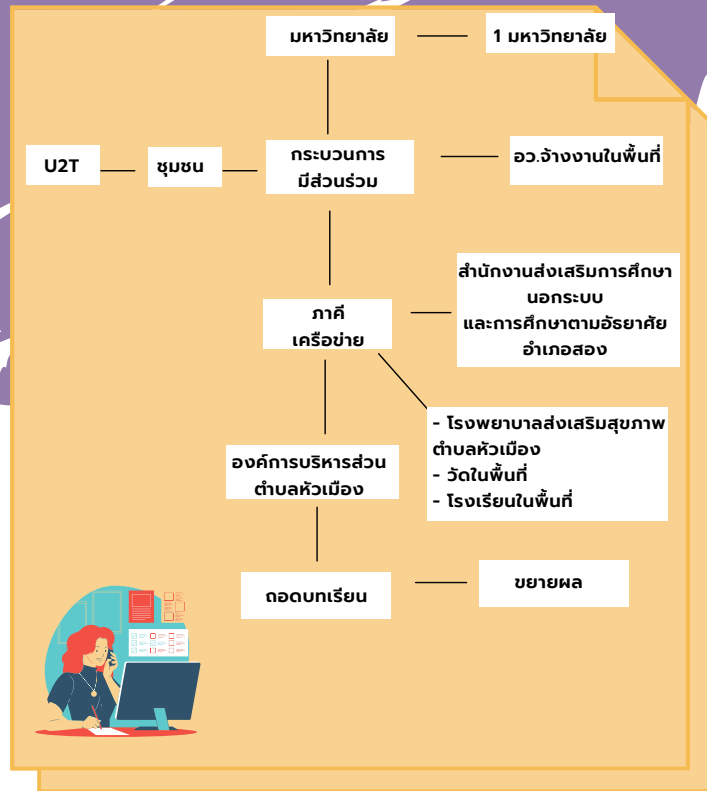 มหาวิทยาลัย
1 มหาวิทยาลัย
U2T
ชุมชน
กระบวนการ
มีส่วนร่วม
อว.จ้างงานในพื้นที่
ภาคี
เครือข่าย
สำนักงานส่งเสริมการศึกษา
นอกระบบ
และการศึกษาตามอัธยาศัย
อำเภอสอง
- โรงพยาบาลส่งเสริมสุขภาพ
ตำบลหัวเมือง
- วัดในพื้นที่
- โรงเรียนในพื้นที่
องค์การบริหารส่วน
ตำบลหัวเมือง
ถอดบทเรียน
ขยายผล